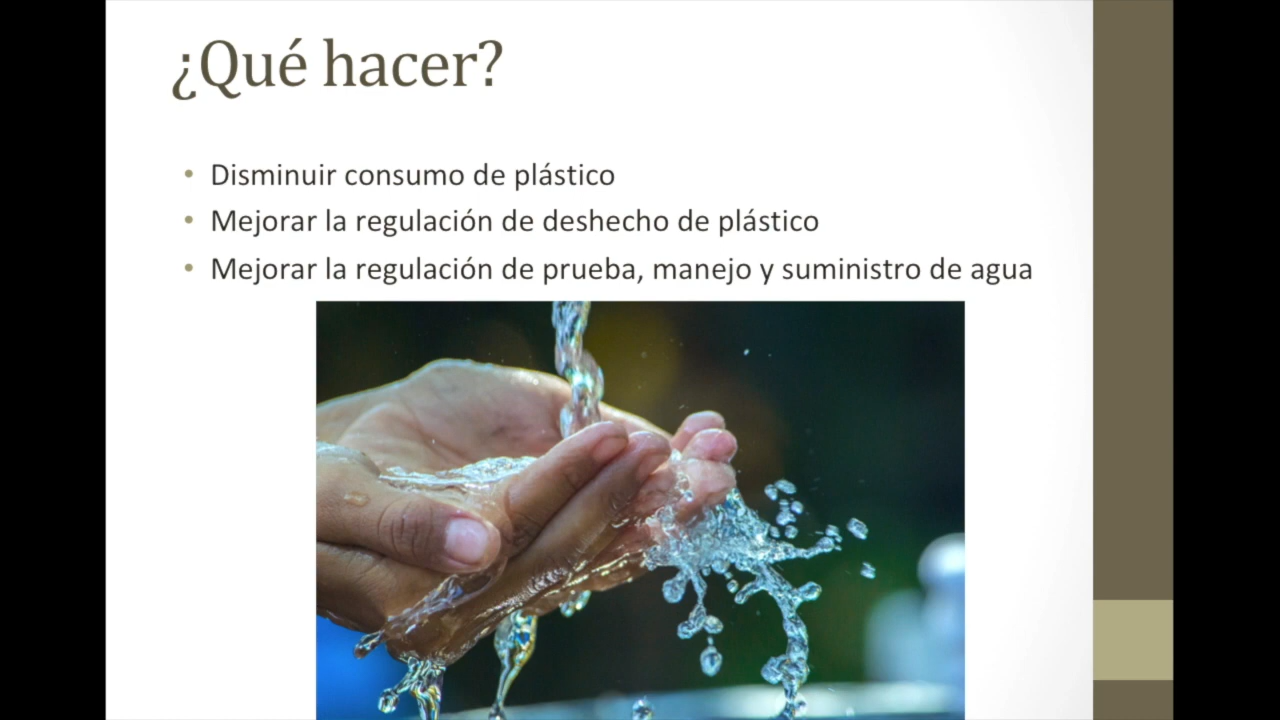 ¿Qué hacer?
• Disminuir consumo de plástico
• Mejorar la regulación de deshecho de plástico
• Mejorar la regulación de prueba, manejo y suministro de agua